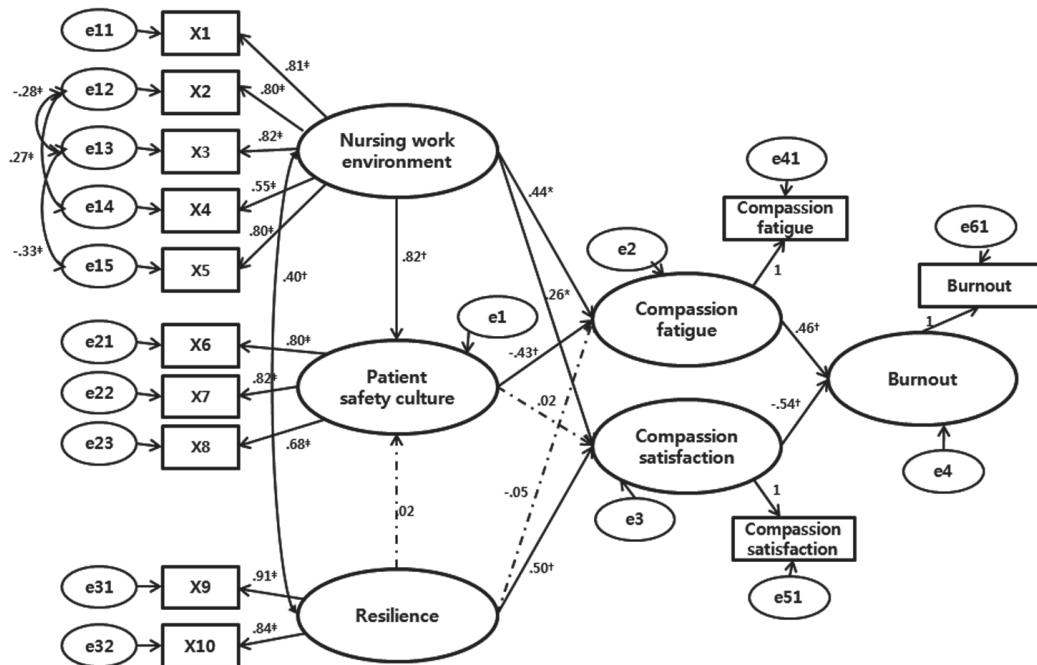 e11
X1
.81‡
e12
X2
-.28‡
.80‡
e13
X3
.82‡
Nursing work
environment
.27‡
e14
X4
.55‡
-.33‡
e15
X5
.80‡
.40†
.82†
.44*
.26*
e41
Compassion
fatigue
1
e2
Compassion
fatigue
e61
Burnout
1
.46†
Burnout
e4
e21
X6
.80‡
e22
X7
.82‡
e23
X8
.68‡
Patient
safety culture
e1
-.43†
.02
-.54†
Compassion
satisfaction
e3
1
Compassion
satisfaction
e51
-.05
.50†
.02
e31
X9
.91‡
e32
X10
.84‡
Resilience